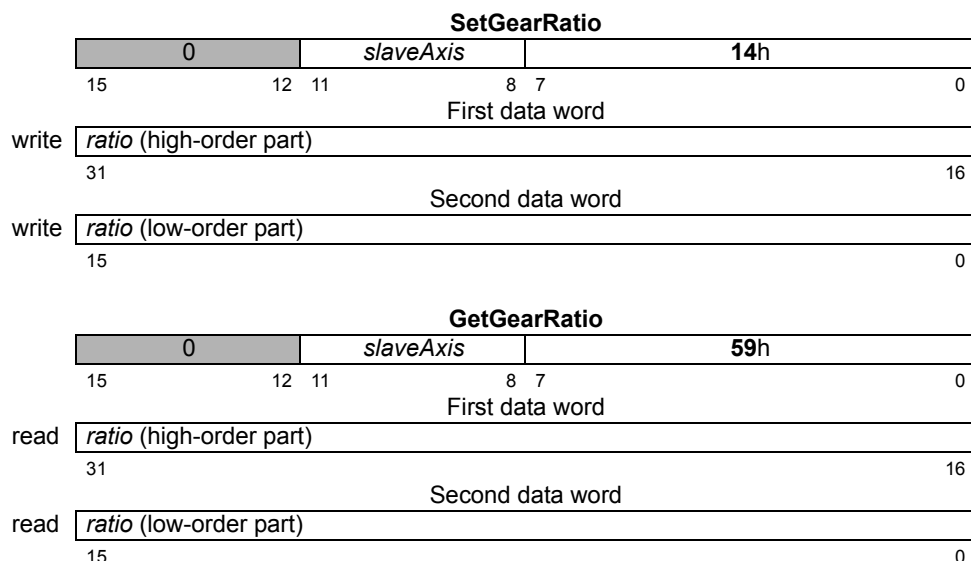 SetGearRatio
0 slaveAxis 14h
15 12 11 8 7 0
First data word
write ratio (high-order part)
31 16
Second data word
write ratio (low-order part)
15 0
GetGearRatio
0 slaveAxis 59h
15 12 11 8 7 0
First data word
read ratio (high-order part)
31 16
Second data word
read ratio (low-order part)
15 0